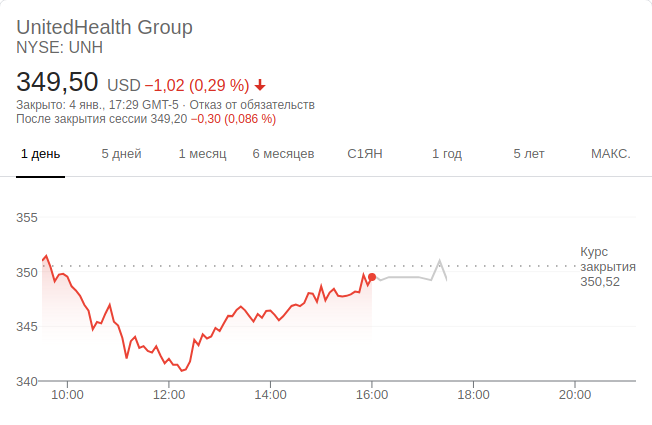 UnitedHealth Group
NYSE: UNH
349,50 USD −1,02 (0,29 %)
Закрыто: 4 янв., 17:29 GMT-5 · Отказ от обязательств
После закрытия сессии 349,20 −0,30 (0,086 %)
1 день 5 дней 1 месяц 6 месяцев С1ЯН 1 год 5 лет МАКС.
355
Курс
закрытия
350,52
350
345
340
10:00 12:00 14:00 16:00 18:00 20:00